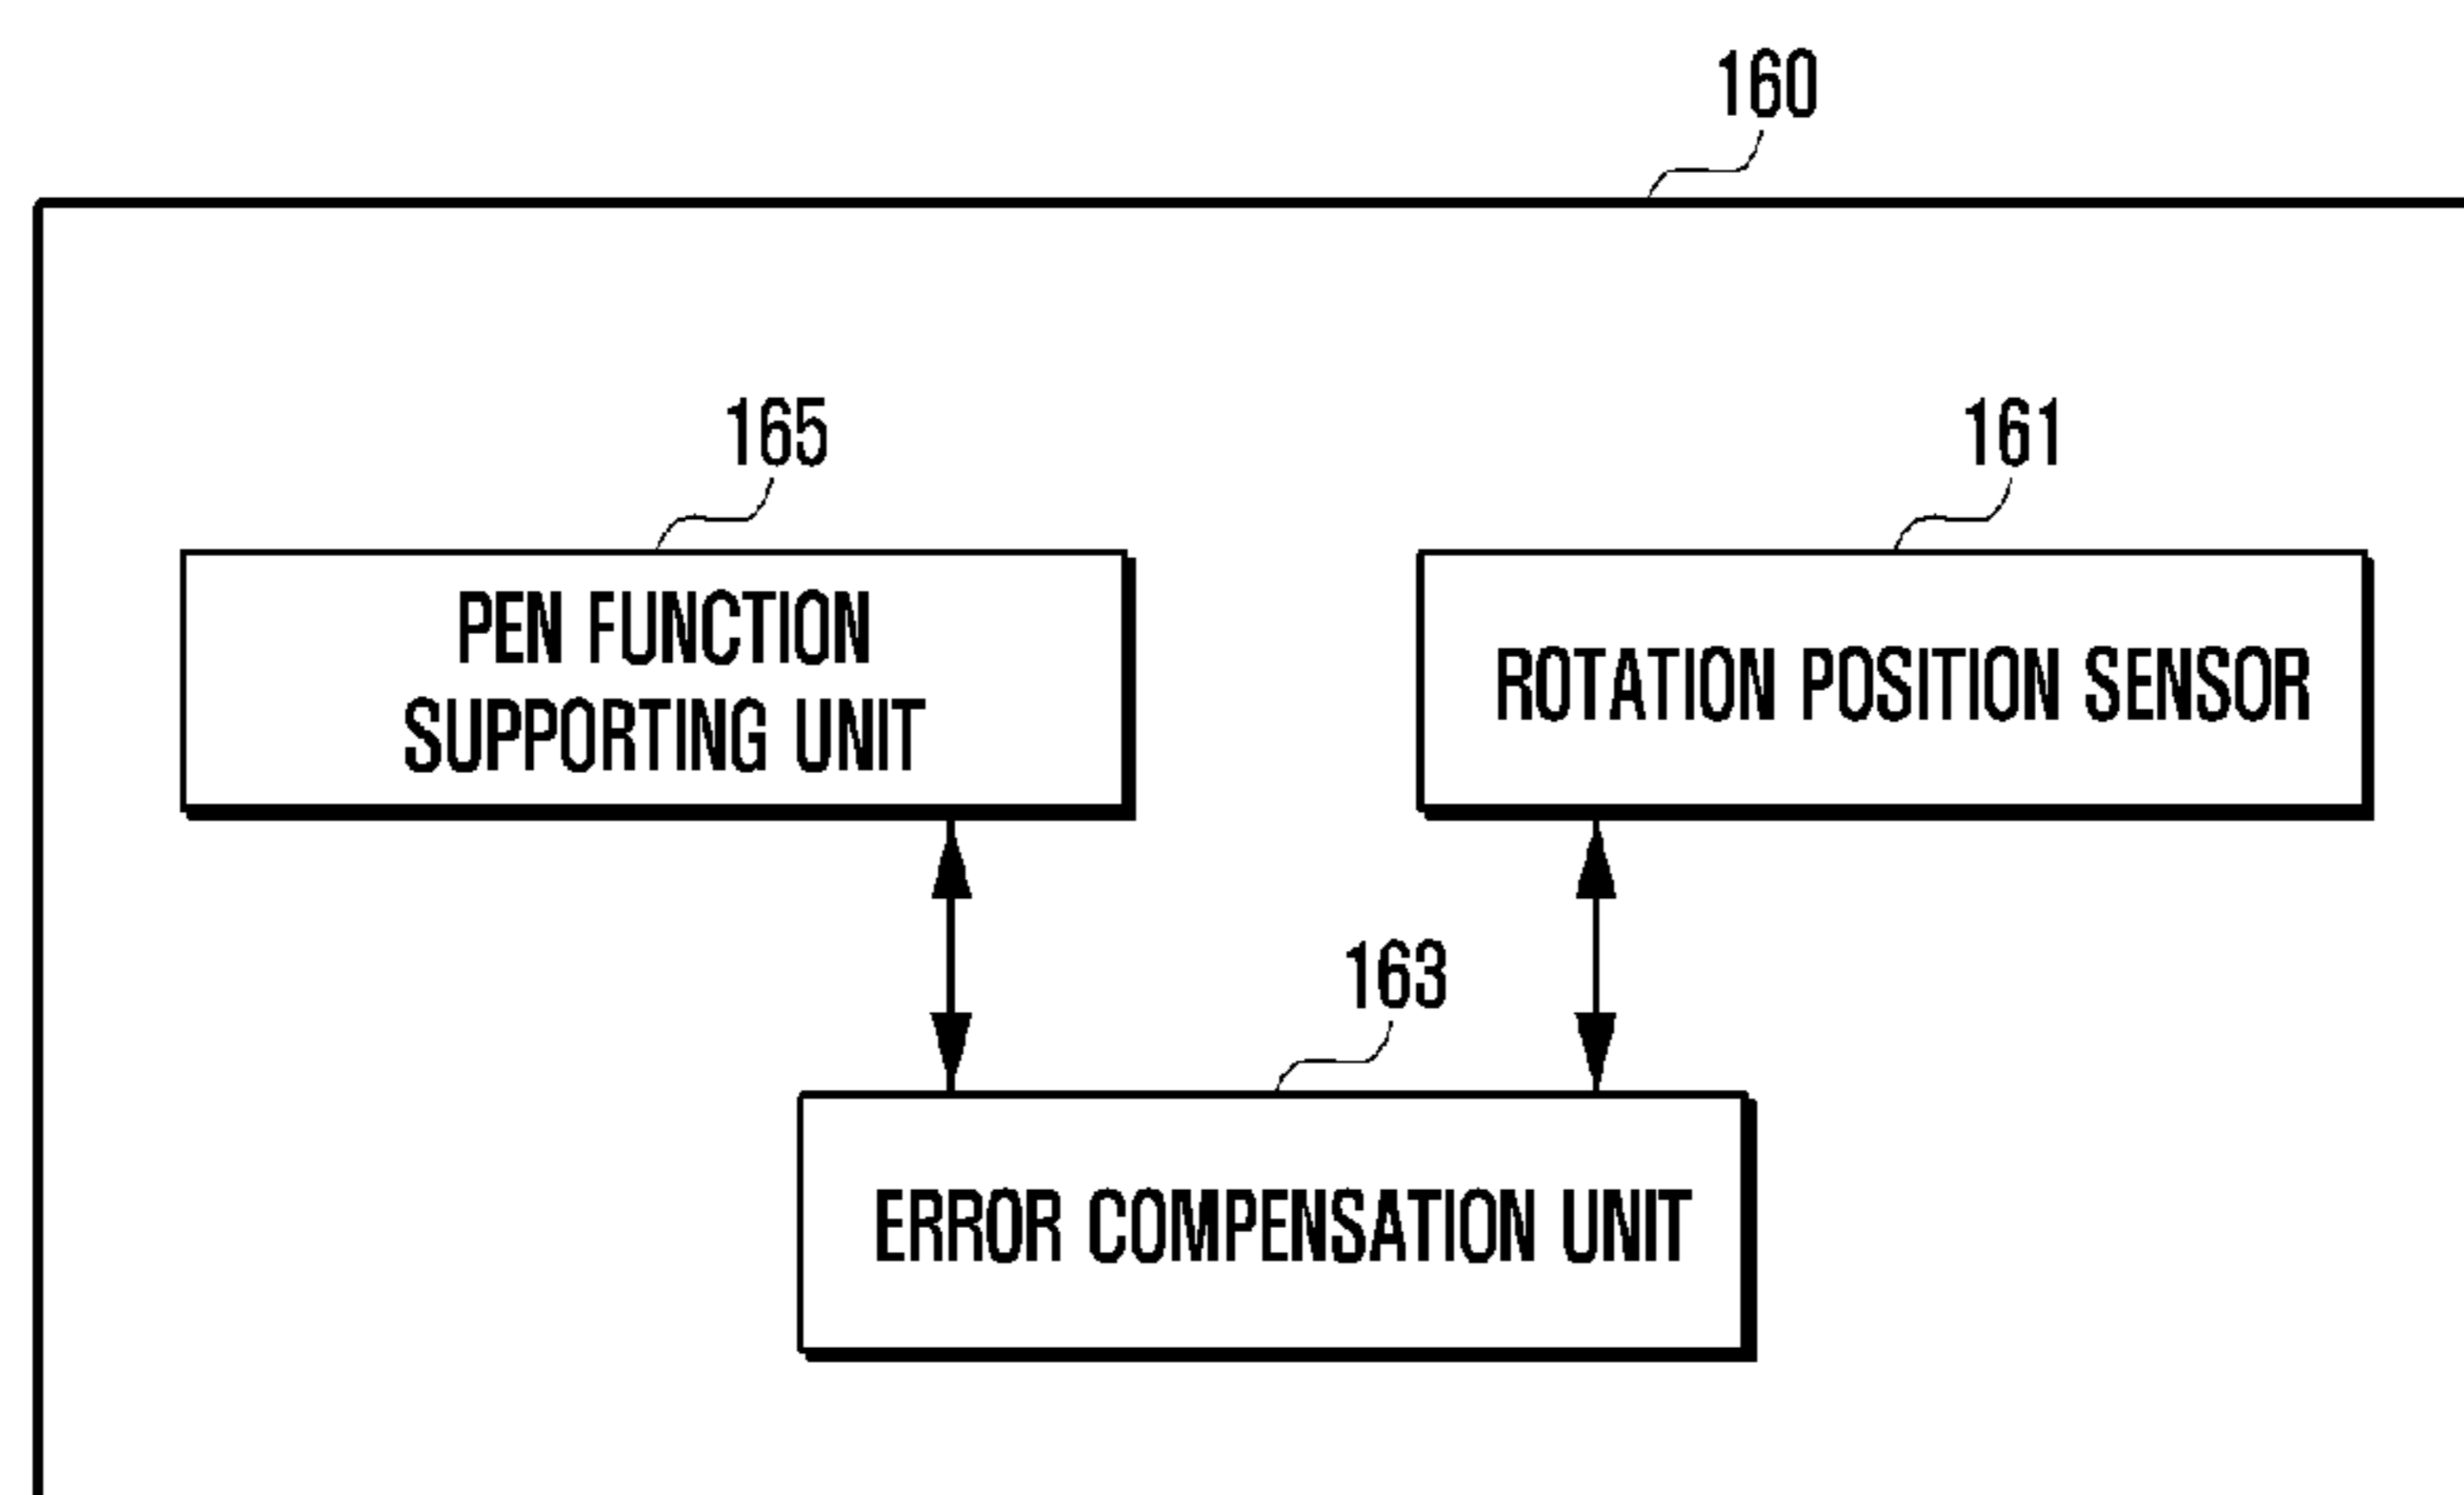 160
165
161
PEN FUNCTION
SUPPORTING UNIT
ROTATION POSITION SENSOR
163
ERROR COMPENSATION UNIT